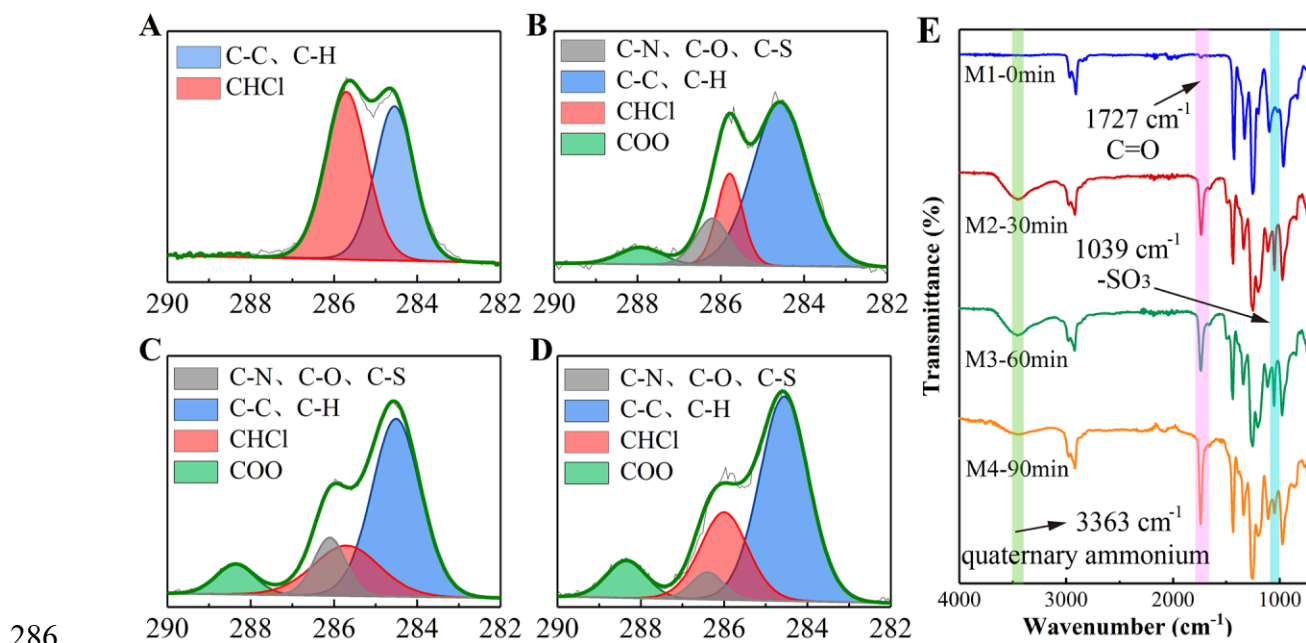 A
C-C、C-H
CHCl
290 288 286 284 282
B
C-N、C-O、C-S
C-C、C-H
CHCl
COO
290 288 286 284 282
C
C-N、C-O、C-S
C-C、C-H
CHCl
COO
290 288 286 284 282
D
C-N、C-O、C-S
C-C、C-H
CHCl
COO
290 288 286 284 282
E
Transmittance (%)
M1-0min
1727 cm-1
C=O
M2-30min
1039 cm-1
-SO3
M3-60min
M4-90min
3363 cm-1
quaternary ammonium
4000 3000 2000 1000
Wavenumber (cm-1)
286